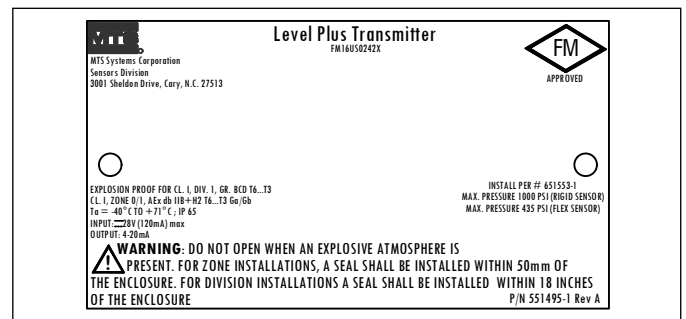 MTS
Level Plus Transmitter
FM16US0242X
MTS Systems Corporation
Sensors Division
3001 Sheldon Drive, Cary, N.C. 27513
FM
APPROVED
EXPLOSION PROOF FOR CL. I, DIV. 1, GR. BCD T6...T3
CL. I, ZONE 0/1, AEx db IIB+H2 T6...T3 Ga/Gb
Ta = -40°C TO +71°C ; IP 65
INPUT: ⎓28V (120mA) max
OUTPUT: 4-20mA
INSTALL PER # 651553-1
MAX. PRESSURE 1000 PSI (RIGID SENSOR)
MAX. PRESSURE 435 PSI (FLEX SENSOR)
WARNING: DO NOT OPEN WHEN AN EXPLOSIVE ATMOSPHERE IS
PRESENT. FOR ZONE INSTALLATIONS, A SEAL SHALL BE INSTALLED WITHIN 50mm OF
THE ENCLOSURE. FOR DIVISION INSTALLATIONS A SEAL SHALL BE INSTALLED WITHIN 18 INCHES
OF THE ENCLOSURE
P/N 551495-1 Rev A